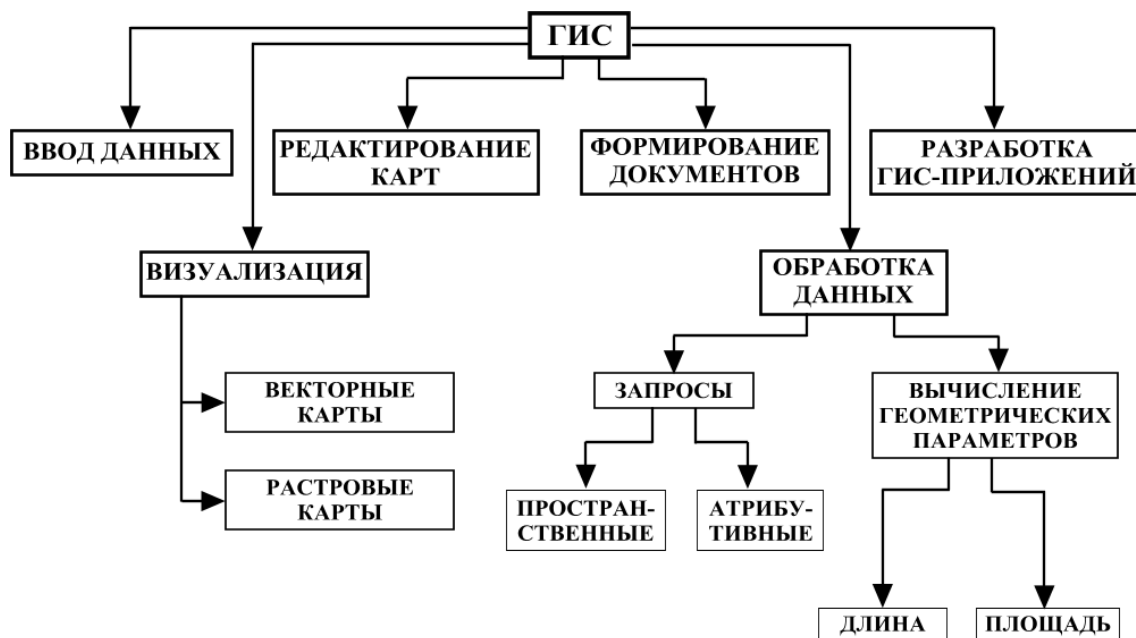 ГИС
ВВОД ДАННЫХ
РЕДАКТИРОВАНИЕ
КАРТ
ФОРМИРОВАНИЕ
ДОКУМЕНТОВ
РАЗРАБОТКА
ГИС-ПРИЛОЖЕНИЙ
ВИЗУАЛИЗАЦИЯ
ОБРАБОТКА
ДАННЫХ
ВЕКТОРНЫЕ
КАРТЫ
РАСТРОВЫЕ
КАРТЫ
ЗАПРОСЫ
ВЫЧИСЛЕНИЕ
ГЕОМЕТРИЧЕСКИХ
ПАРАМЕТРОВ
ПРОСТРАН-
СТВЕННЫЕ
АТРИБУ-
ТИВНЫЕ
ДЛИНА
ПЛОЩАДЬ